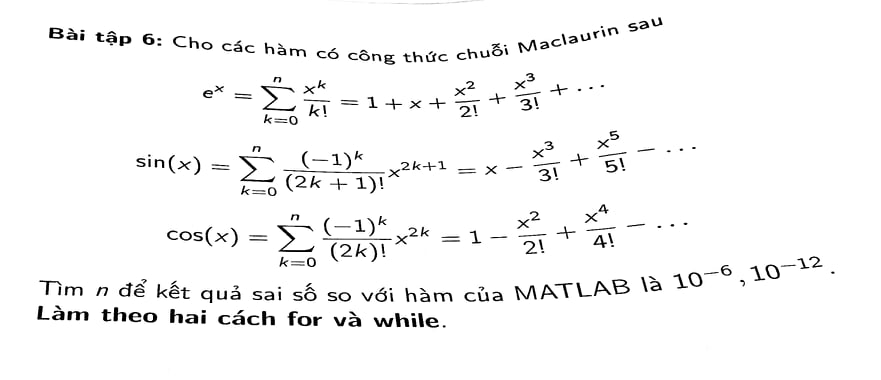 Bài tập 6: Cho các hàm có công thức chuỗi Maclaurin sau
e^x = \sum_{k=0}^{n} \frac{x^k}{k!} = 1 + x + \frac{x^2}{2!} + \frac{x^3}{3!} + ···
sin(x) = \sum_{k=0}^{n} \frac{(−1)^k}{(2k + 1)!} x^{2k+1} = x − \frac{x^3}{3!} + \frac{x^5}{5!} − ···
cos(x) = \sum_{k=0}^{n} \frac{(−1)^k}{(2k)!} x^{2k} = 1 − \frac{x^2}{2!} + \frac{x^4}{4!} − ···
Tìm n để kết quả sai số so với hàm của MATLAB là 10^{−6}, 10^{−12}.
Làm theo hai cách for và while.